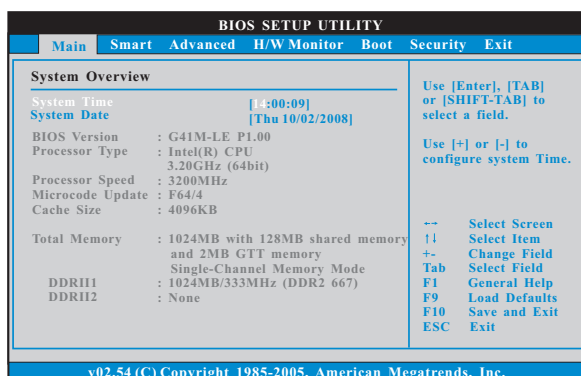 BIOS SETUP UTILITY
Main Smart Advanced H/W Monitor Boot Security Exit
System Overview
System Time [14:00:09]
System Date [Thu 10/02/2008]
BIOS Version : G41M-LE P1.00
Processor Type : Intel(R) CPU
3.20GHz (64bit)
Processor Speed : 3200MHz
Microcode Update : F64/4
Cache Size : 4096KB
Total Memory : 1024MB with 128MB shared memory
and 2MB GTT memory
Single-Channel Memory Mode
DDRII1 : 1024MB/333MHz (DDR2 667)
DDRII2 : None
Use [Enter], [TAB]
or [SHIFT-TAB] to
select a field.
Use [+] or [-] to
configure system Time.
←→ Select Screen
↑↓ Select Item
+- Change Field
Tab Select Field
F1 General Help
F9 Load Defaults
F10 Save and Exit
ESC Exit
v02.54 (C) Copyright 1985-2005, American Megatrends, Inc.